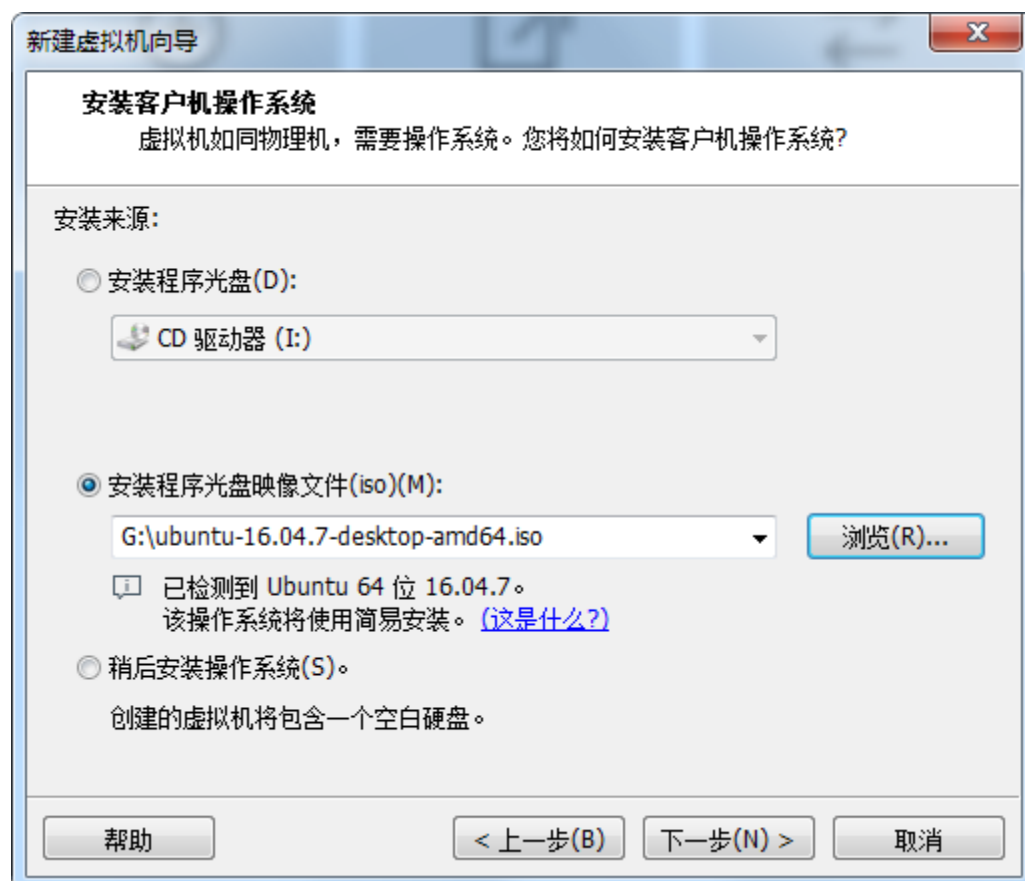 新建虚拟机向导
安装客户机操作系统
虚拟机如同物理机，需要操作系统。您将如何安装客户机操作系统?
安装来源:
安装程序光盘(D):
CD 驱动器 (I:)
安装程序光盘映像文件(iso)(M):
G:\ubuntu-16.04.7-desktop-amd64.iso
浏览(R)...
已检测到 Ubuntu 64 位 16.04.7。
该操作系统将使用简易安装。(这是什么?)
稍后安装操作系统(S)。
创建的虚拟机将包含一个空白硬盘。
帮助
< 上一步(B)
下一步(N) >
取消